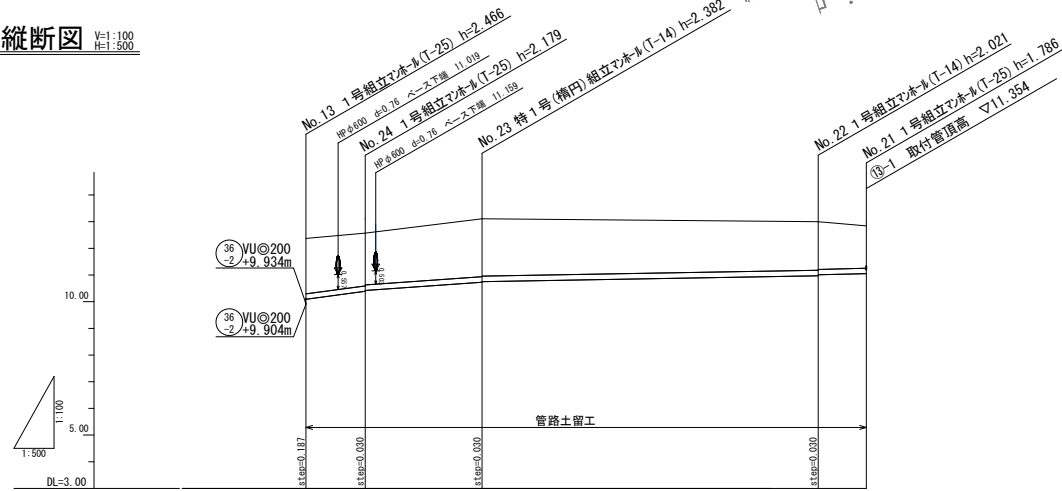 縦断図 V=1:100 H=1:500
No.13 1号組立マンホール(T-25) h=2.466
HPφ600 d=0.76 ベース下端 11.019
No.24 1号組立マンホール(T-25) h=2.179
HPφ600 d=0.76 ベース下端 11.159
No.23 特1号(楕円)組立マンホール(T-14) h=2.382
No.22 1号組立マンホール(T-14) h=2.021
No.21 1号組立マンホール(T-25) h=1.786
⑬-1 取付管頂高 ▽11.354
36 -2 VU◎200 +9.934m
36 -2 VU◎200 +9.904m
10.00
5.00
DL=3.00
1:100
1:500
管路土留工
step=0.187
step=0.030
step=0.030
step=0.030